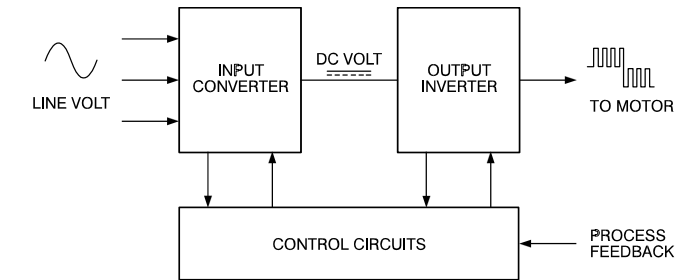 LINE VOLT
INPUT
CONVERTER
DC VOLT
OUTPUT
INVERTER
TO MOTOR
CONTROL CIRCUITS
PROCESS
FEEDBACK